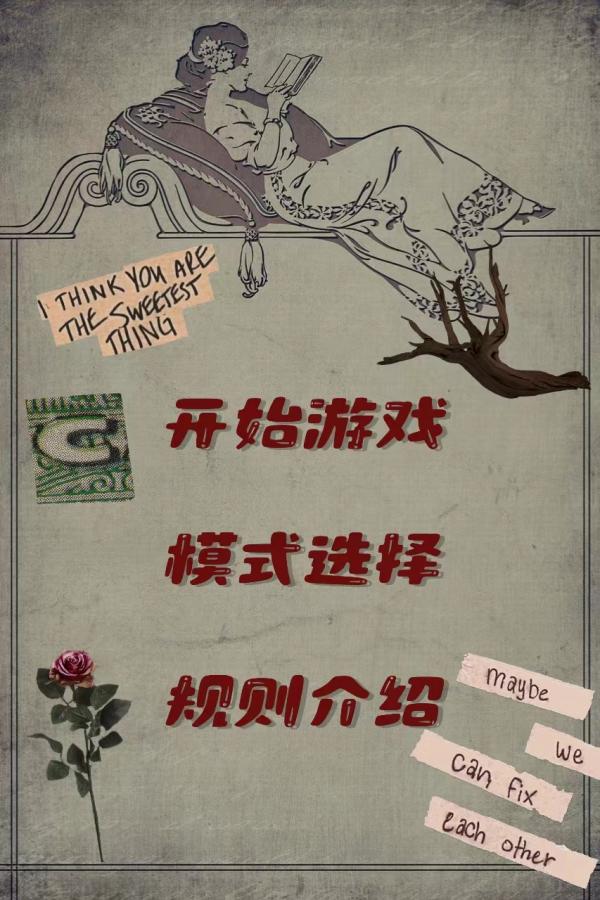 I THINK YOU ARE
THE SWEETEST
THING
G
开始游戏
模式选择
规则介绍
maybe
we
can fix
each other